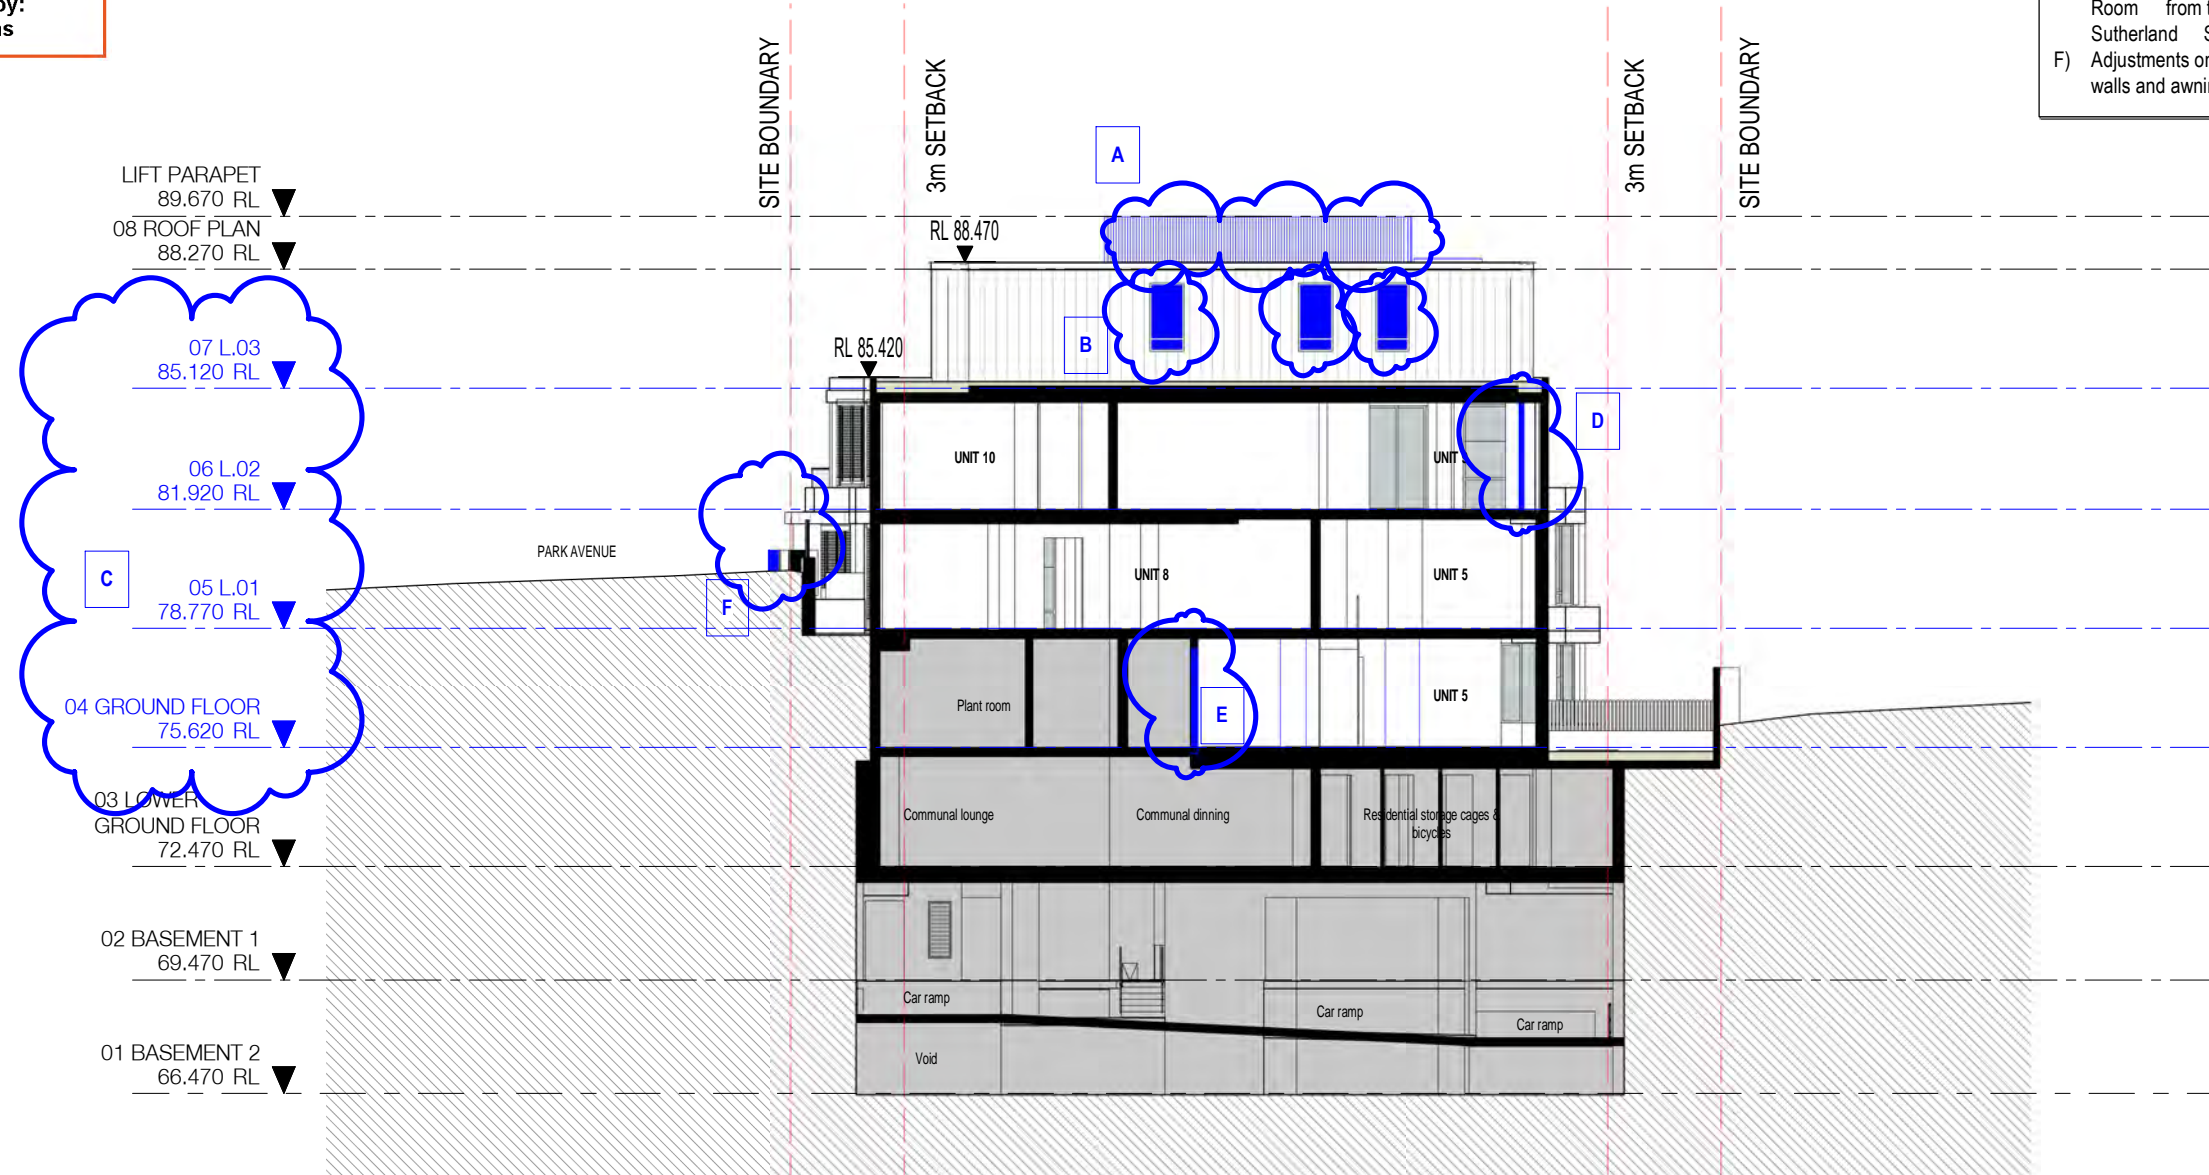 by:
ns
Room from t
Sutherland S
F) Adjustments or
walls and awnin
SITE BOUNDARY
3m SETBACK
3m SETBACK
SITE BOUNDARY
A
LIFT PARAPET
89.670 RL
08 ROOF PLAN
88.270 RL
RL 88.470
B
RL 85.420
07 L.03
85.120 RL
D
UNIT 10
UNIT
06 L.02
81.920 RL
PARK AVENUE
C
UNIT 8
UNIT 5
05 L.01
78.770 RL
F
04 GROUND FLOOR
75.620 RL
Plant room
E
UNIT 5
03 LOWER
GROUND FLOOR
72.470 RL
Communal lounge
Communal dinning
Residential storage cages &
bicycles
02 BASEMENT 1
69.470 RL
Car ramp
Car ramp
Car ramp
01 BASEMENT 2
66.470 RL
Void